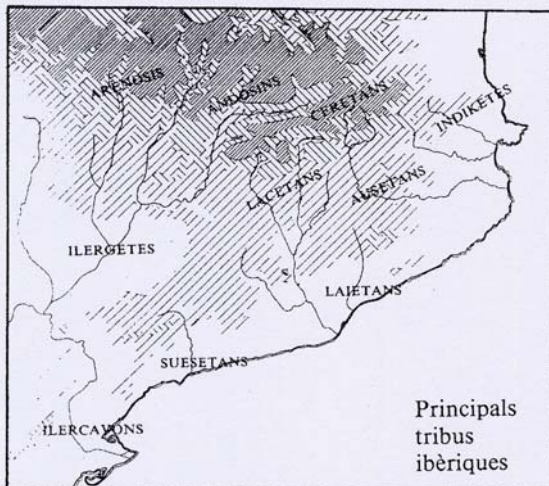 ARENOSIS
ANDOSINS
CERETANS
INDIKETES
LACETANS
AUSETANS
ILERGETES
S.
LAIETANS
SUESETANS
ILERCAVONS
Principals
tribus
ibèriques